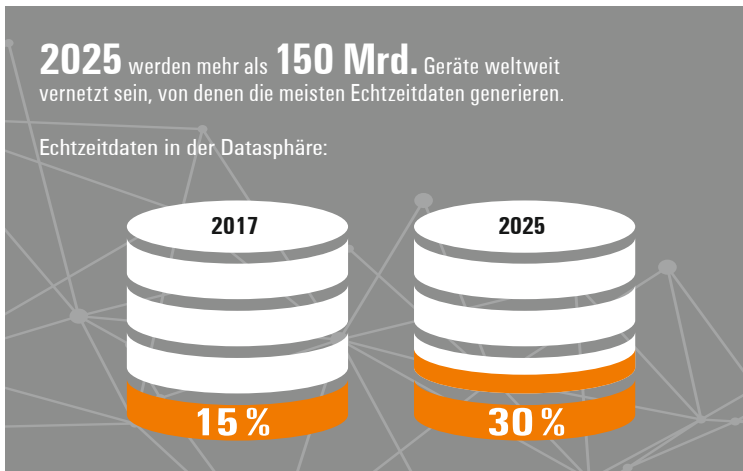 2025 werden mehr als 150 Mrd. Geräte weltweit
vernetzt sein, von denen die meisten Echtzeitdaten generieren.
Echtzeitdaten in der Datasphäre:
2017
2025
15 %
30 %